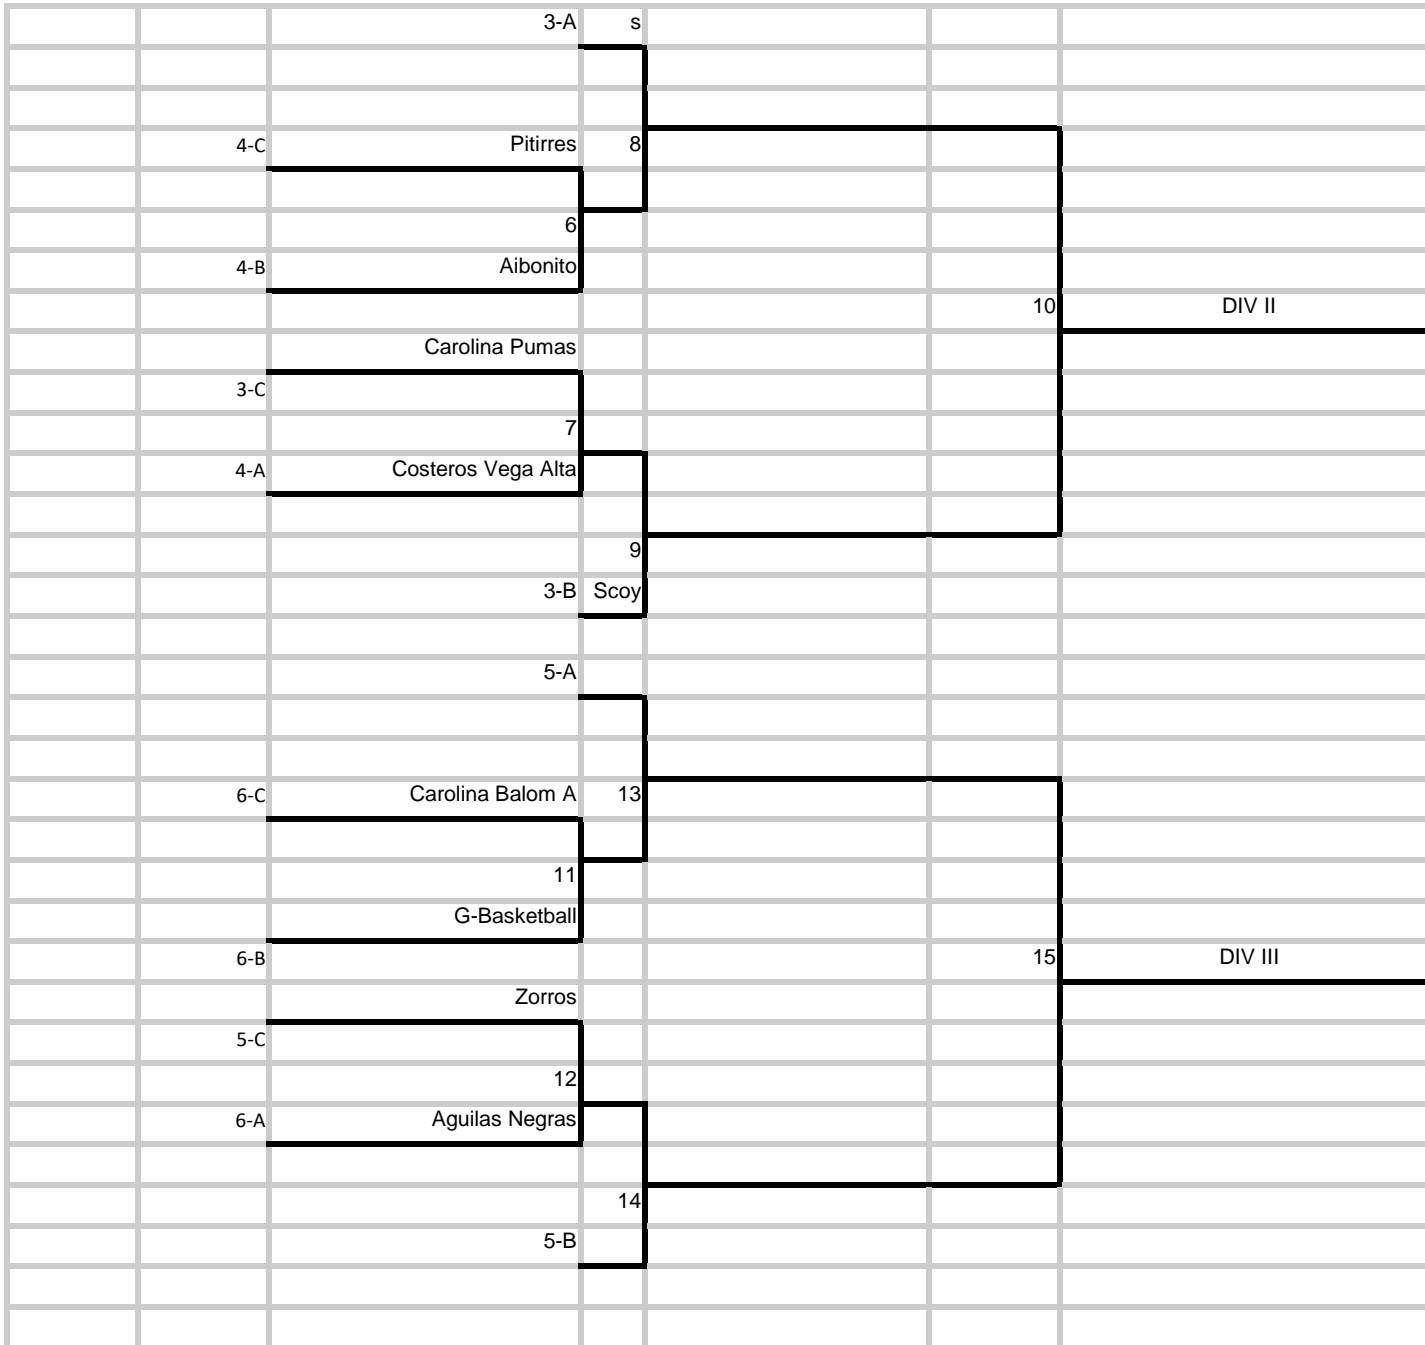 3-A s
4-C Pitirres 8
6
4-B Aibonito
10 DIV II
Carolina Pumas
3-C
7
4-A Costeros Vega Alta
9
3-B Scoy
5-A
6-C Carolina Balom A 13
11
G-Basketball
6-B 15 DIV III
Zorros
5-C
12
6-A Aguilas Negras
14
5-B